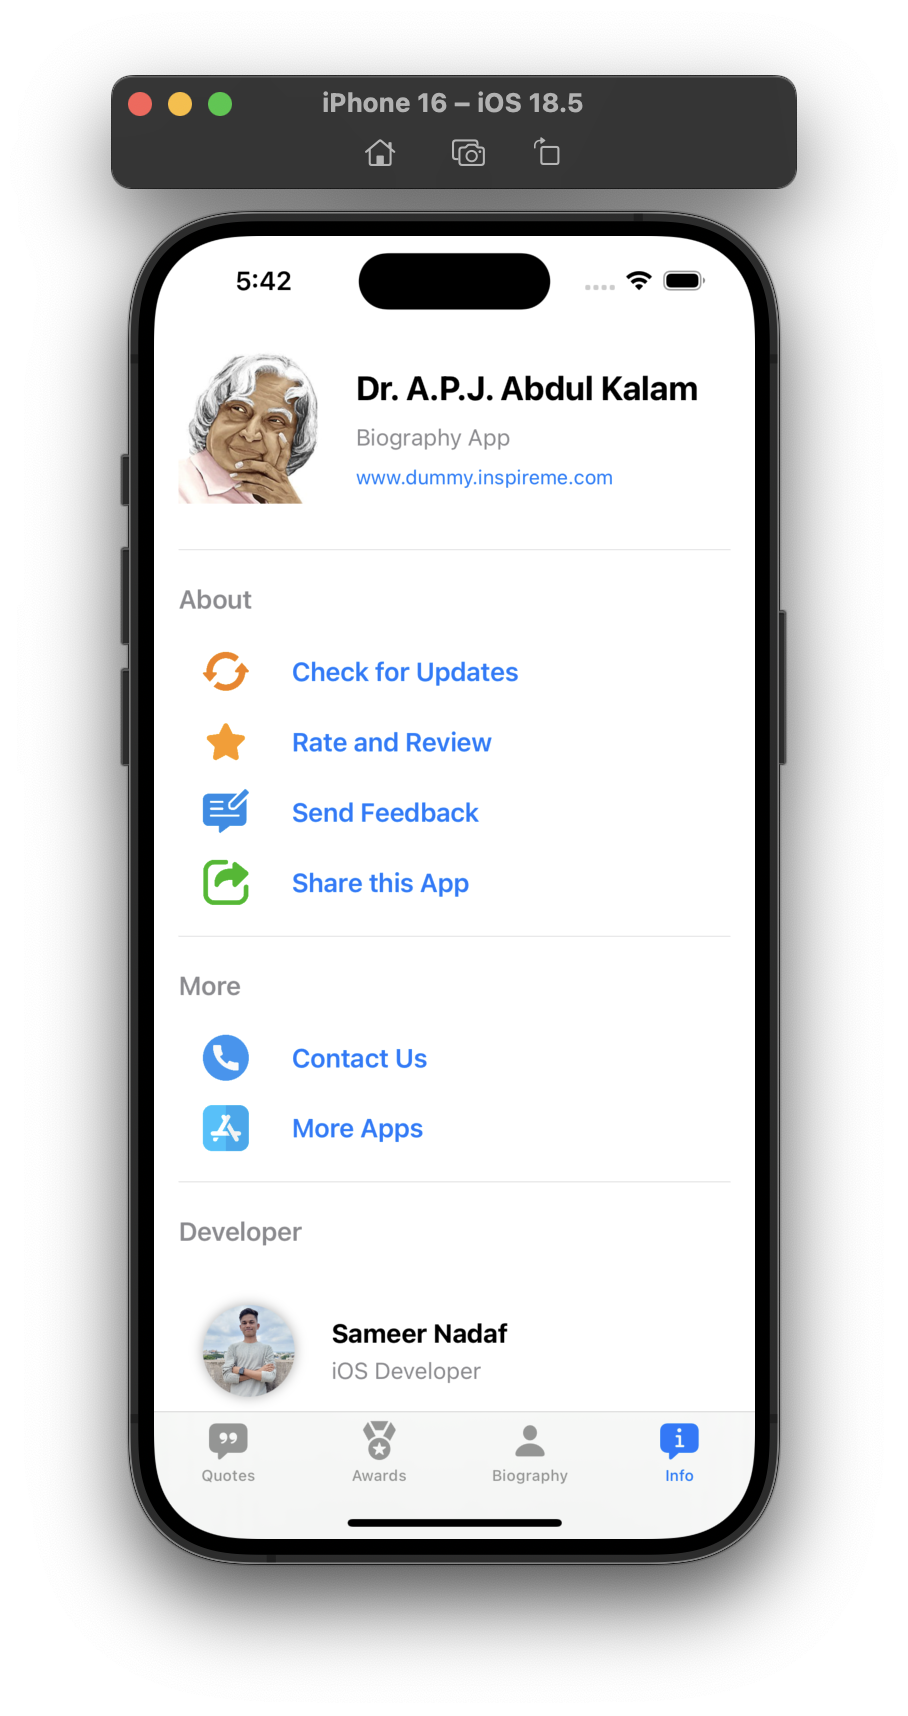 iPhone 16 – iOS 18.5
5:42
Dr. A.P.J. Abdul Kalam
Biography App
www.dummy.inspireme.com
About
Check for Updates
Rate and Review
Send Feedback
Share this App
More
Contact Us
More Apps
Developer
Sameer Nadaf
iOS Developer
Quotes
Awards
Biography
Info